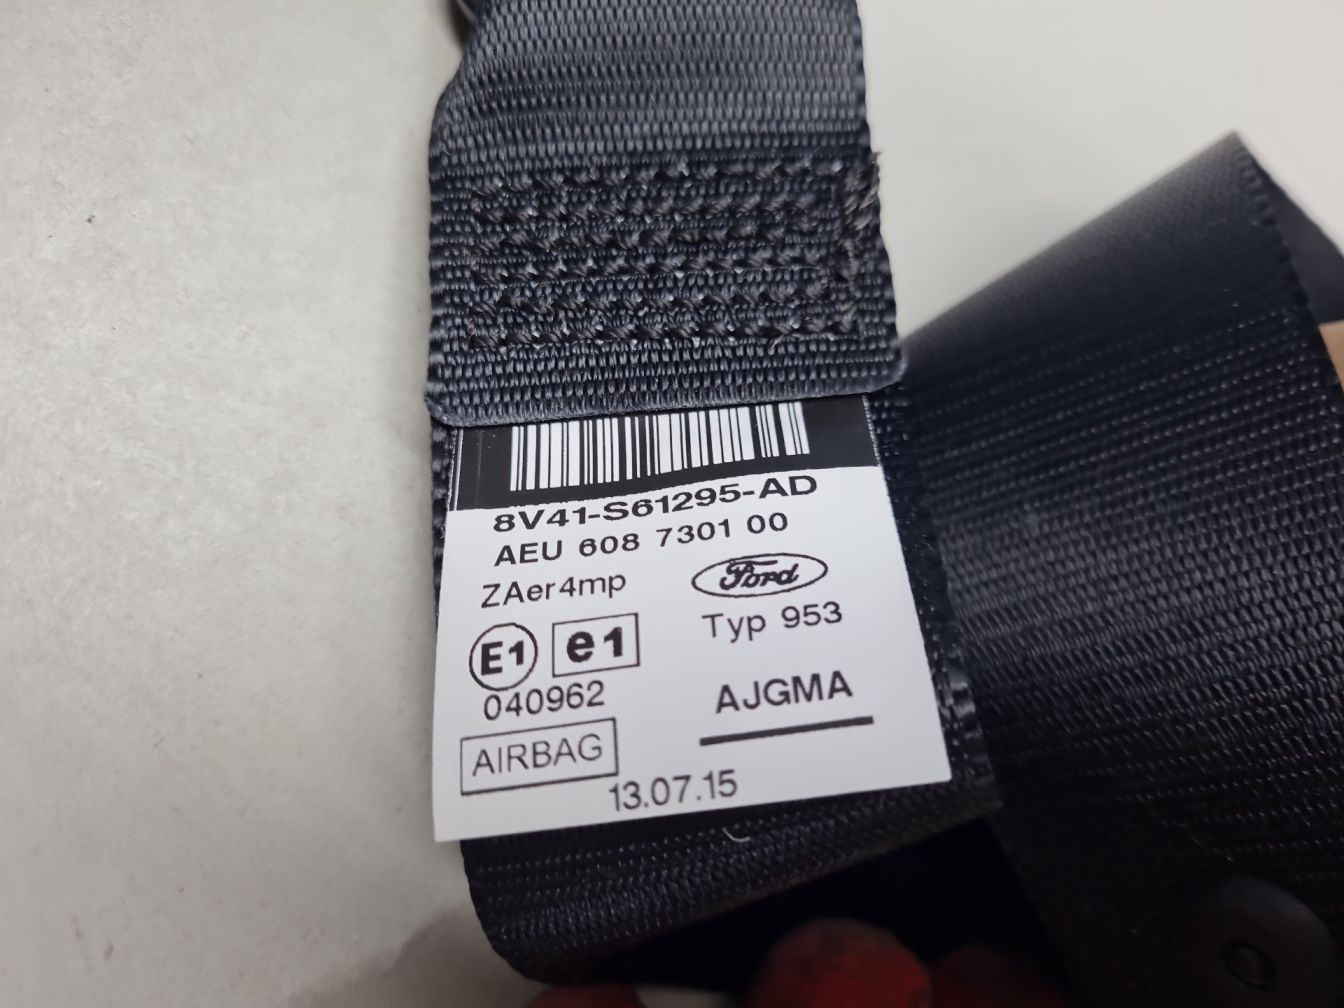 8V41-S61295-AD
AEU 608 7301 00
ZAer4mp
Ford
Typ 953
E1 e1
040962
AJGMA
AIRBAG
13.07.15